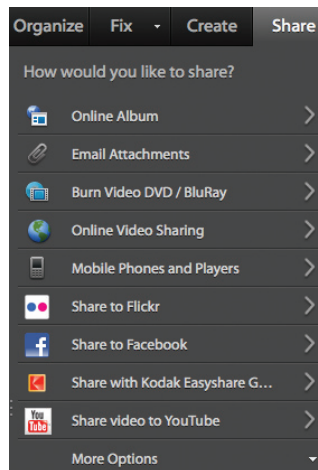 Organize Fix Create Share
How would you like to share?
Online Album
Email Attachments
Burn Video DVD / BluRay
Online Video Sharing
Mobile Phones and Players
Share to Flickr
f Share to Facebook
Share with Kodak Easyshare G...
You Tube Share video to YouTube
More Options